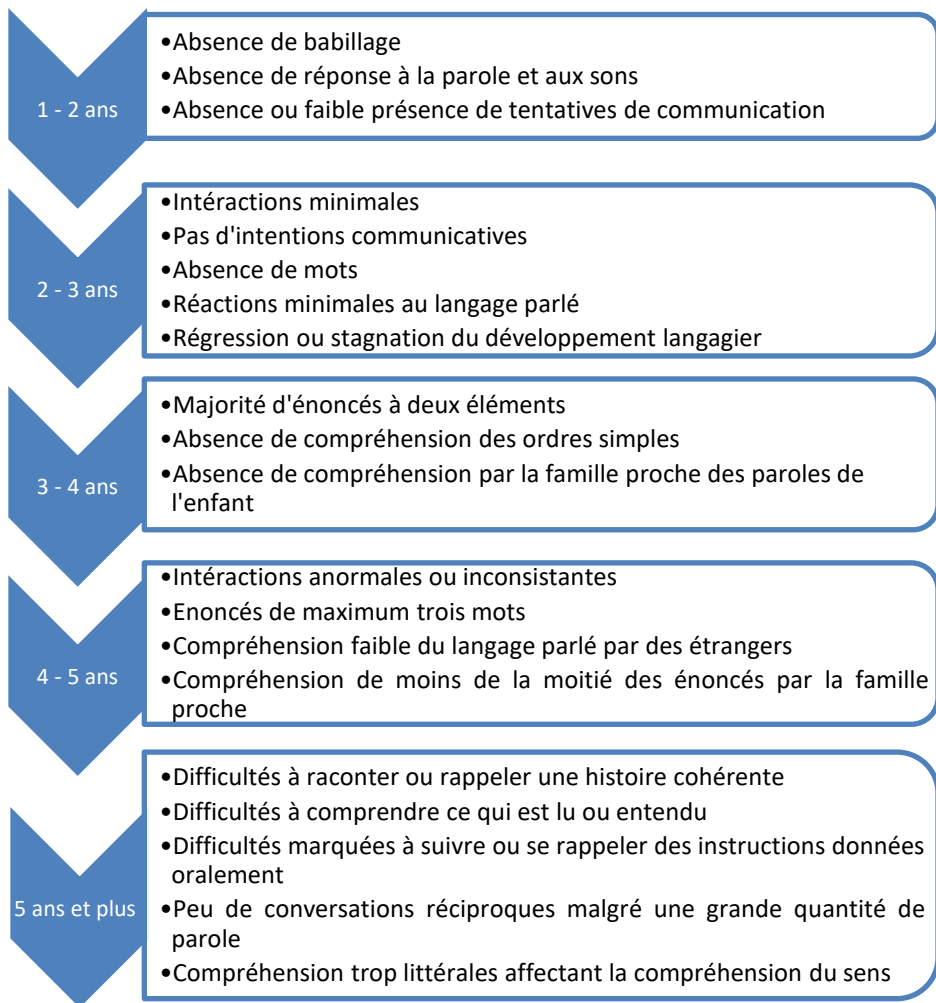 1 - 2 ans
•Absence de babillage
•Absence de réponse à la parole et aux sons
•Absence ou faible présence de tentatives de communication
2 - 3 ans
•Intéractions minimales
•Pas d'intentions communicatives
•Absence de mots
•Réactions minimales au langage parlé
•Régression ou stagnation du développement langagier
3 - 4 ans
•Majorité d'énoncés à deux éléments
•Absence de compréhension des ordres simples
•Absence de compréhension par la famille proche des paroles de
l'enfant
4 - 5 ans
•Intéractions anormales ou inconsistantes
•Enoncés de maximum trois mots
•Compréhension faible du langage parlé par des étrangers
•Compréhension de moins de la moitié des énoncés par la famille
proche
5 ans et plus
•Difficultés à raconter ou rappeler une histoire cohérente
•Difficultés à comprendre ce qui est lu ou entendu
•Difficultés marquées à suivre ou se rappeler des instructions données
oralement
•Peu de conversations réciproques malgré une grande quantité de
parole
•Compréhension trop littérales affectant la compréhension du sens